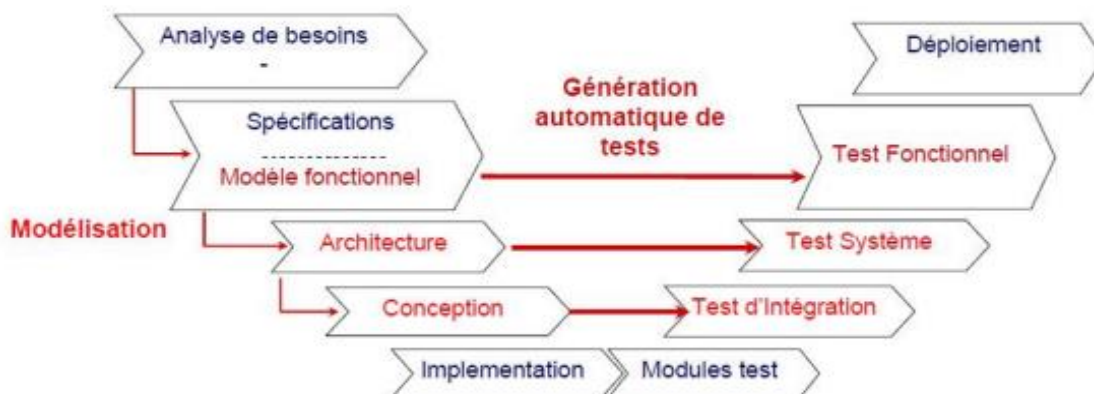 Analyse de besoins
-
Déploiement
Génération
automatique de
tests
Spécifications
--------------
Modèle fonctionnel
Test Fonctionnel
Modélisation
Architecture
Test Système
Conception
Test d'Intégration
Implementation
Modules test